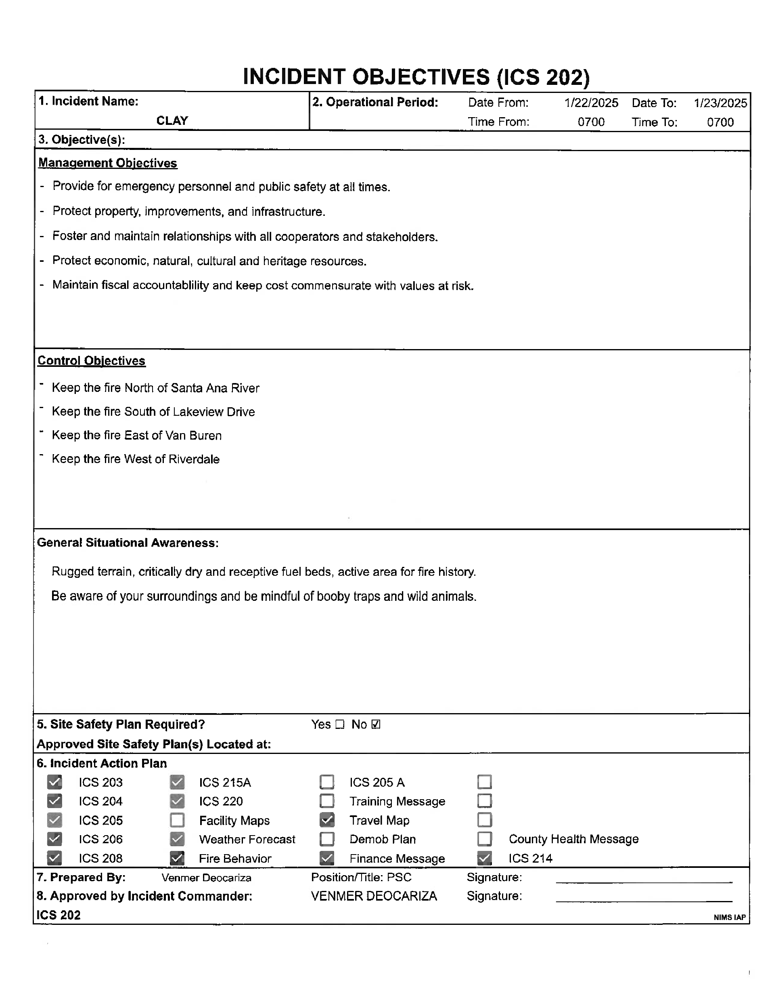 INCIDENT OBJECTIVES (ICS 202)
1. Incident Name:
CLAY
2. Operational Period: Date From: 1/22/2025 Date To: 1/23/2025
Time From: 0700 Time To: 0700
3. Objective(s):
Management Objectives
- Provide for emergency personnel and public safety at all times.
- Protect property, improvements, and infrastructure.
- Foster and maintain relationships with all cooperators and stakeholders.
- Protect economic, natural, cultural and heritage resources.
- Maintain fiscal accountablility and keep cost commensurate with values at risk.
Control Objectives
- Keep the fire North of Santa Ana River
- Keep the fire South of Lakeview Drive
- Keep the fire East of Van Buren
- Keep the fire West of Riverdale
General Situational Awareness:
Rugged terrain, critically dry and receptive fuel beds, active area for fire history.
Be aware of your surroundings and be mindful of booby traps and wild animals.
5. Site Safety Plan Required? Yes ☐ No ☑
Approved Site Safety Plan(s) Located at:
6. Incident Action Plan
☑ ICS 203 ☑ ICS 215A ☐ ICS 205 A ☐
☑ ICS 204 ☑ ICS 220 ☐ Training Message ☐
☑ ICS 205 ☐ Facility Maps ☑ Travel Map ☐
☑ ICS 206 ☑ Weather Forecast ☐ Demob Plan ☐ County Health Message
☑ ICS 208 ☑ Fire Behavior ☑ Finance Message ☑ ICS 214
7. Prepared By: Venmer Deocariza Position/Title: PSC Signature:
8. Approved by Incident Commander: VENMER DEOCARIZA Signature:
ICS 202 NIMS IAP